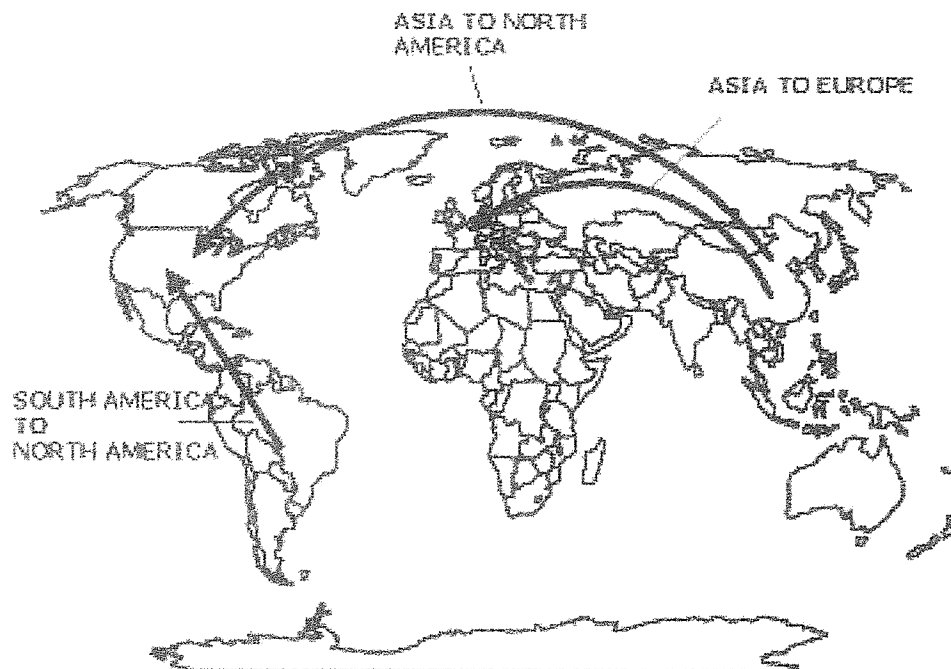 ASIA TO NORTH
AMERICA
ASIA TO EUROPE
SOUTH AMERICA
TO
NORTH AMERICA